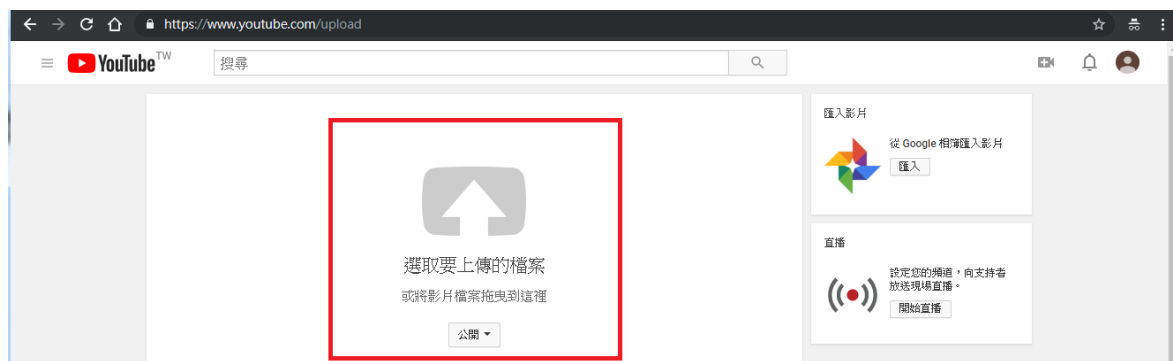 https://www.youtube.com/upload
YouTube TW
搜尋
選取要上傳的檔案
或將影片檔案拖曳到這裡
公開
匯入影片
從 Google 相簿匯入影片
匯入
直播
設定您的頻道，向支持者
放送現場直播。
開始直播